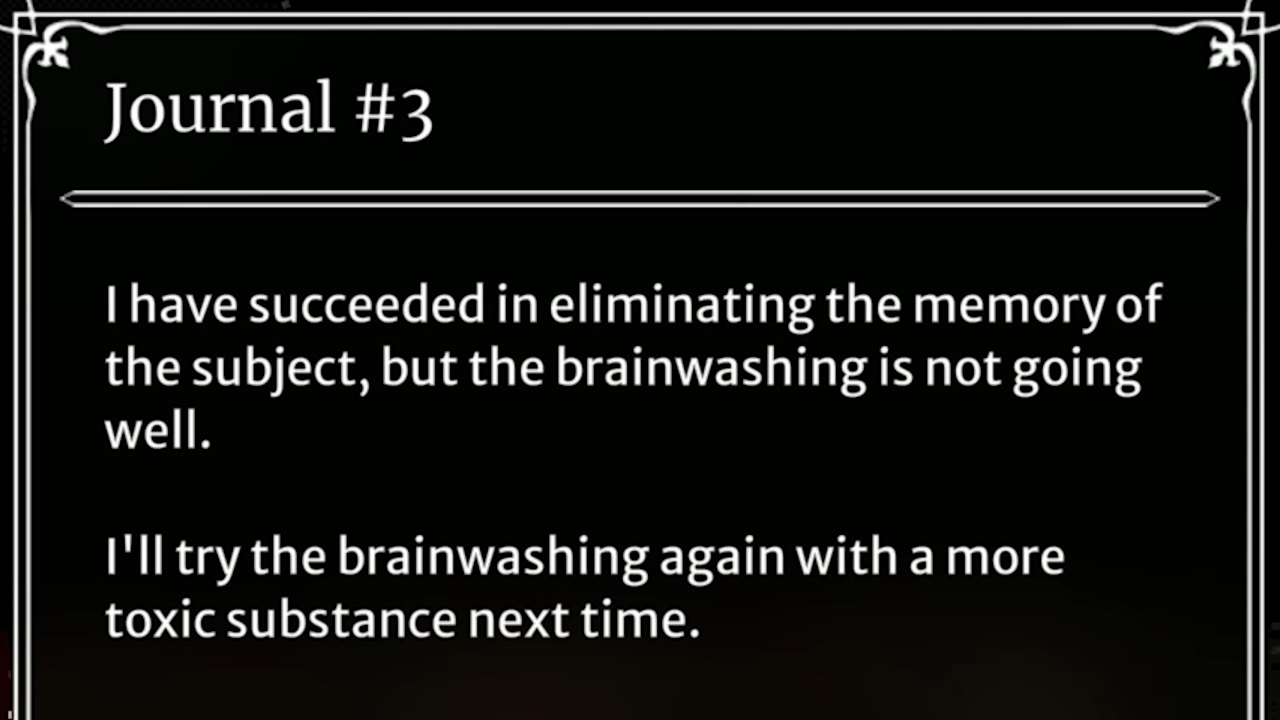 Journal #3
I have succeeded in eliminating the memory of
the subject, but the brainwashing is not going
well.
I'll try the brainwashing again with a more
toxic substance next time.